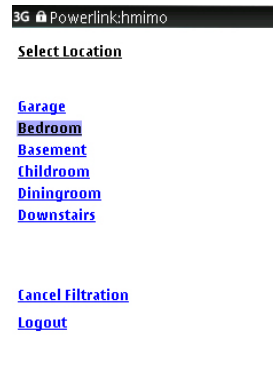 3G Powerlink:hmimo
Select Location
Garage
Bedroom
Basement
Childroom
Diningroom
Downstairs
Cancel Filtration
Logout